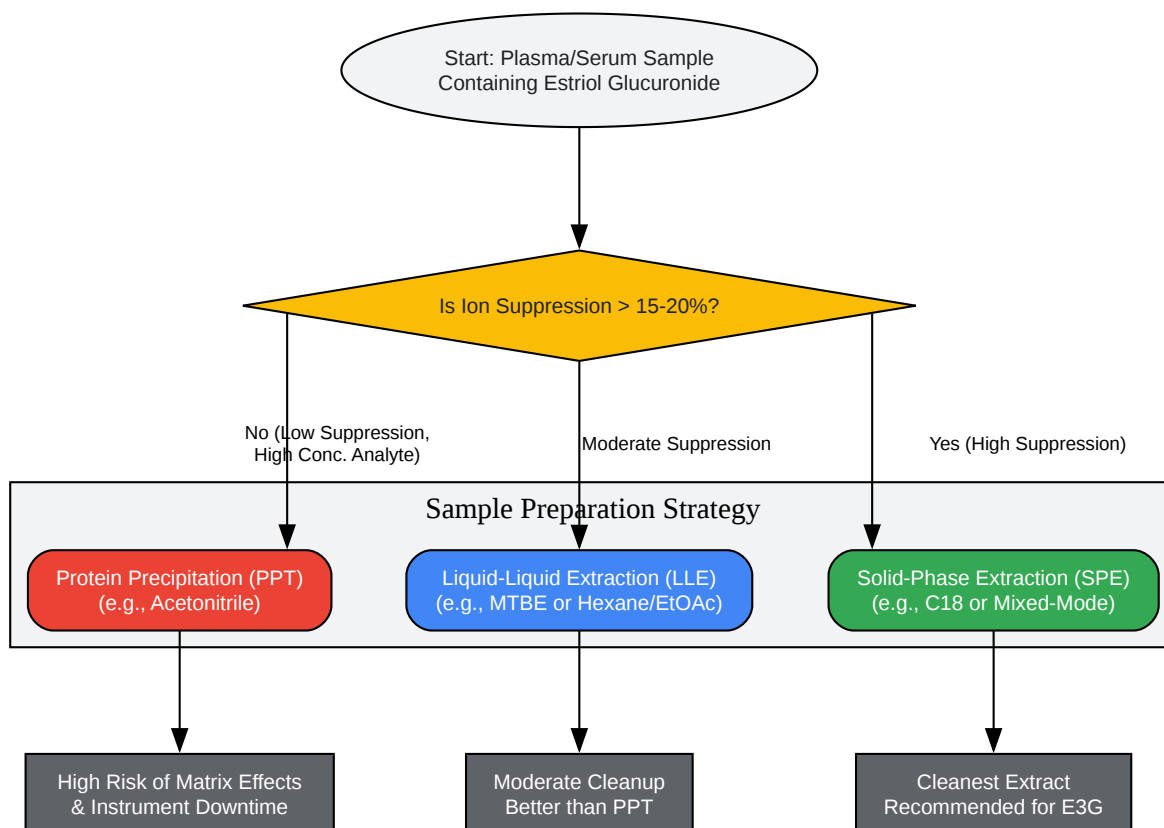 Start: Plasma/Serum Sample
Containing Estriol Glucuronide
Is Ion Suppression > 15-20%?
No (Low Suppression,
High Conc. Analyte)
Moderate Suppression
Yes (High Suppression)
Sample Preparation Strategy
Protein Precipitation (PPT)
(e.g., Acetonitrile)
Liquid-Liquid Extraction (LLE)
(e.g., MTBE or Hexane/EtOAc)
Solid-Phase Extraction (SPE)
(e.g., C18 or Mixed-Mode)
High Risk of Matrix Effects
& Instrument Downtime
Moderate Cleanup
Better than PPT
Cleanest Extract
Recommended for E3G